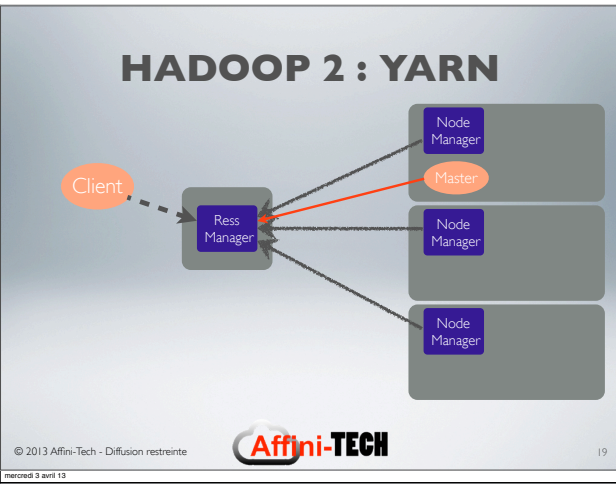 HADOOP 2 : YARN
Node
Manager
Client
Master
Ress
Manager
Node
Manager
Node
Manager
© 2013 Affini-Tech - Diffusion restreinte
Affini-TECH
19
mercredi 3 avril 13